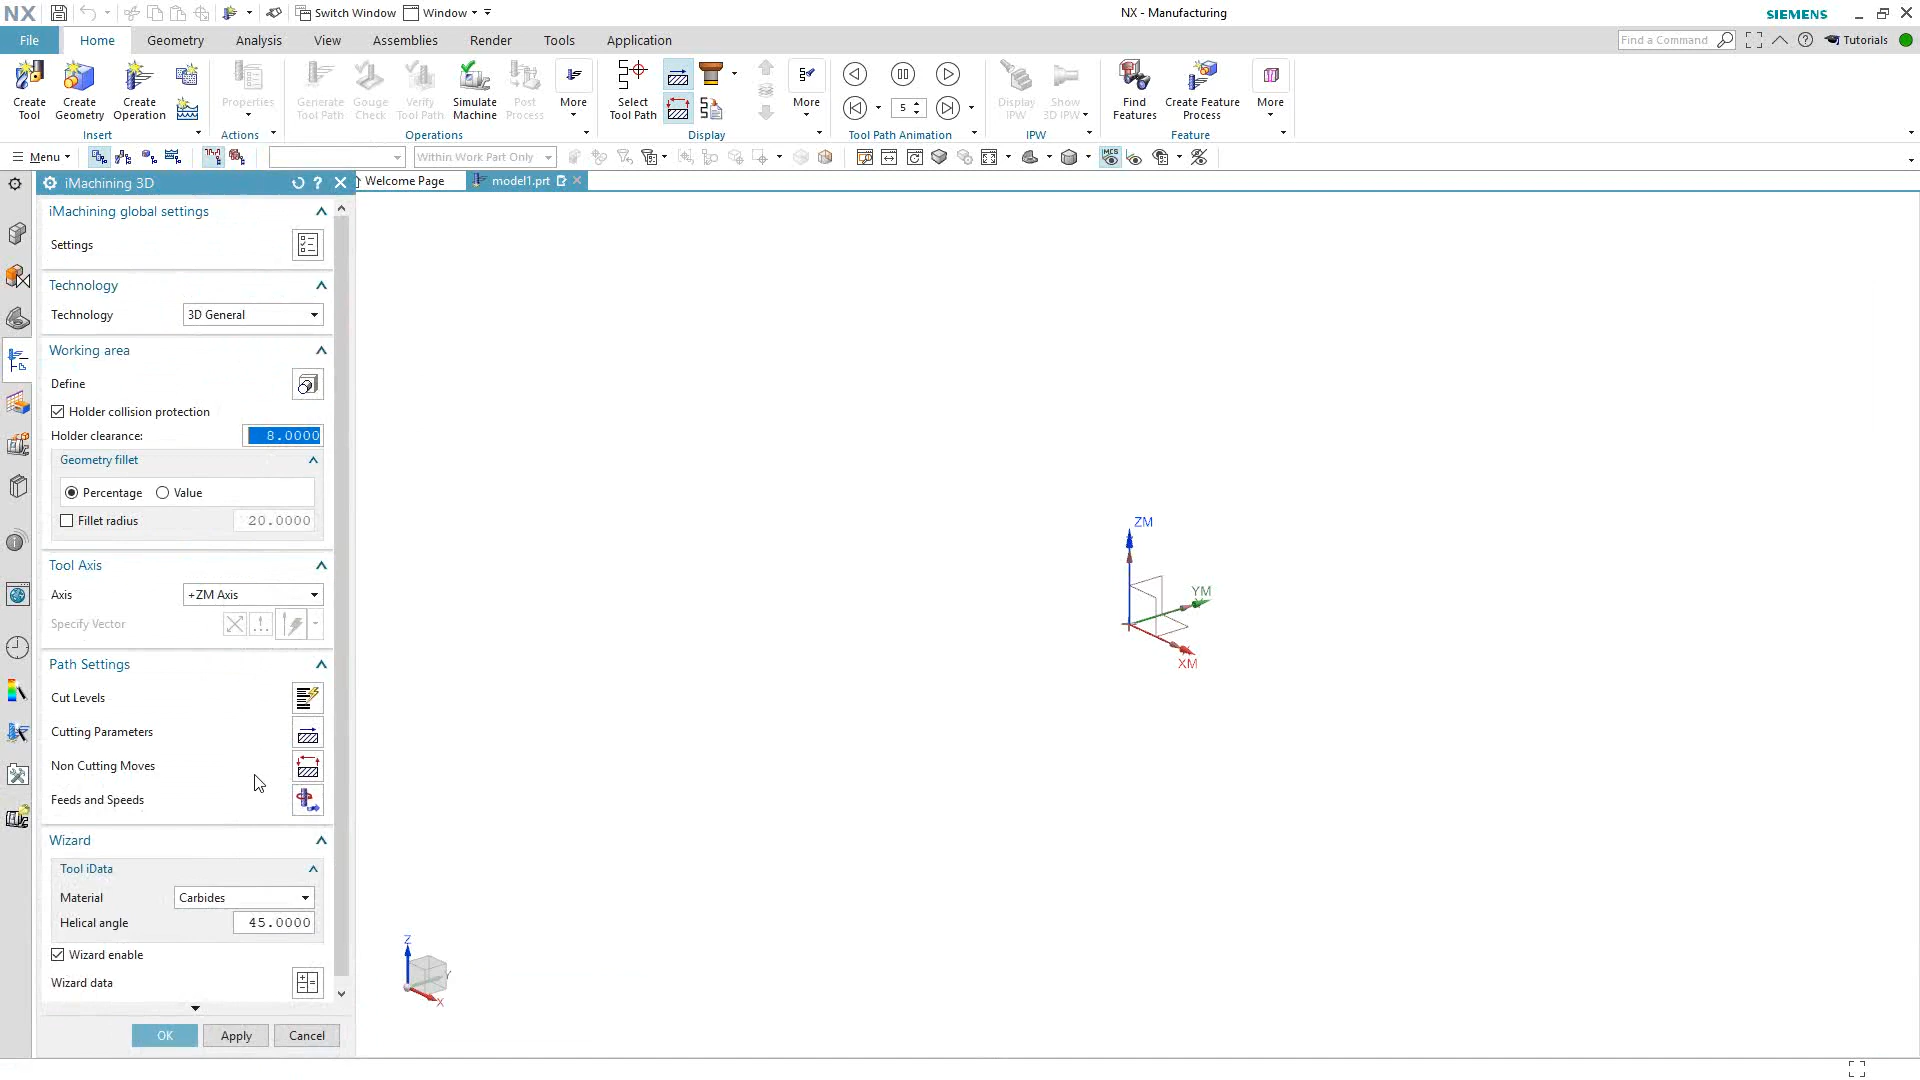 NX
Switch Window
Window
NX - Manufacturing
SIEMENS
File
Home
Geometry
Analysis
View
Assemblies
Render
Tools
Application
Find a Command
Tutorials
Create Tool
Create Geometry
Create Operation
Properties
Generate Tool Path
Gouge Check
Verify Tool Path
Simulate Machine
Post Process
More
Select Tool Path
More
5
Display IPW
Show 3D IPW
Find Features
Create Feature Process
More
Insert
Actions
Operations
Display
Tool Path Animation
IPW
Feature
Menu
Within Work Part Only
MCS
iMachining 3D
Welcome Page
model1.prt
iMachining global settings
Settings
Technology
Technology
3D General
Working area
Define
Holder collision protection
Holder clearance:
8.0000
Geometry fillet
Percentage
Value
Fillet radius
20.0000
Tool Axis
Axis
+ZM Axis
Specify Vector
Path Settings
Cut Levels
Cutting Parameters
Non Cutting Moves
Feeds and Speeds
Wizard
Tool iData
Material
Carbides
Helical angle
45.0000
Wizard enable
Wizard data
OK
Apply
Cancel
ZM
YM
XM
Z
Y
X